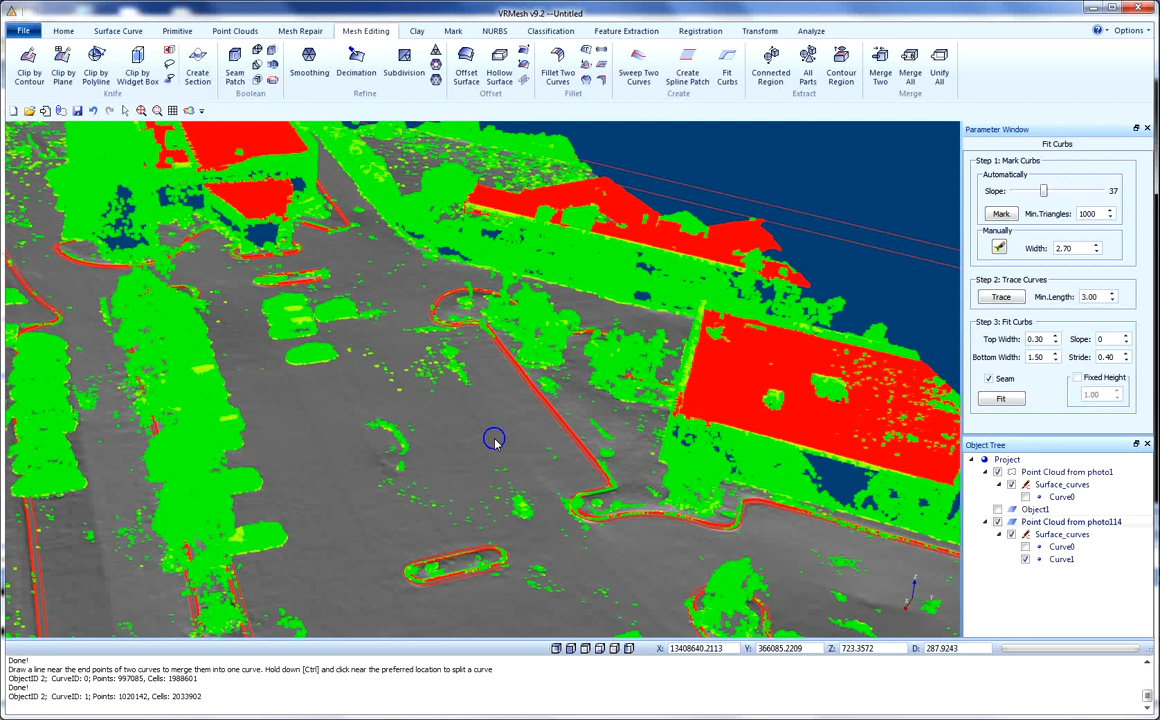 VRMesh v9.2 --Untitled
File Home Surface Curve Primitive Point Clouds Mesh Repair Mesh Editing Clay Mark NURBS Classification Feature Extraction Registration Transform Analyze Options
Clip by Contour
Clip by Plane
Clip by Polyline
Clip by Widget Box
Create Section
Seam Patch
Smoothing
Decimation
Subdivision
Offset Surface
Hollow Surface
Fillet Two Curves
Sweep Two Curves
Create Spline Patch
Fit Curbs
Connected Region
All Parts
Contour Region
Merge Two
Merge All
Unify All
Knife Boolean Refine Offset Fillet Create Extract Merge
Parameter Window
Fit Curbs
Step 1: Mark Curbs
Automatically
Slope: 37
Mark Min.Triangles: 1000
Manually
Width: 2.70
Step 2: Trace Curves
Trace Min.Length: 3.00
Step 3: Fit Curbs
Top Width: 0.30 Slope: 0
Bottom Width: 1.50 Stride: 0.40
Seam Fixed Height
Fit 1.00
Object Tree
Project
Point Cloud from photo1
Surface_curves
Curve0
Object1
Point Cloud from photo114
Surface_curves
Curve0
Curve1
X: 13408640.2113 Y: 366085.2209 Z: 723.3572 D: 287.9243
Done!
Draw a line near the end points of two curves to merge them into one curve. Hold down [Ctrl] and click near the preferred location to split a curve
ObjectID 2; CurveID: 0; Points: 997085, Cells: 1988601
Done!
ObjectID 2; CurveID: 1; Points: 1020142, Cells: 2033902